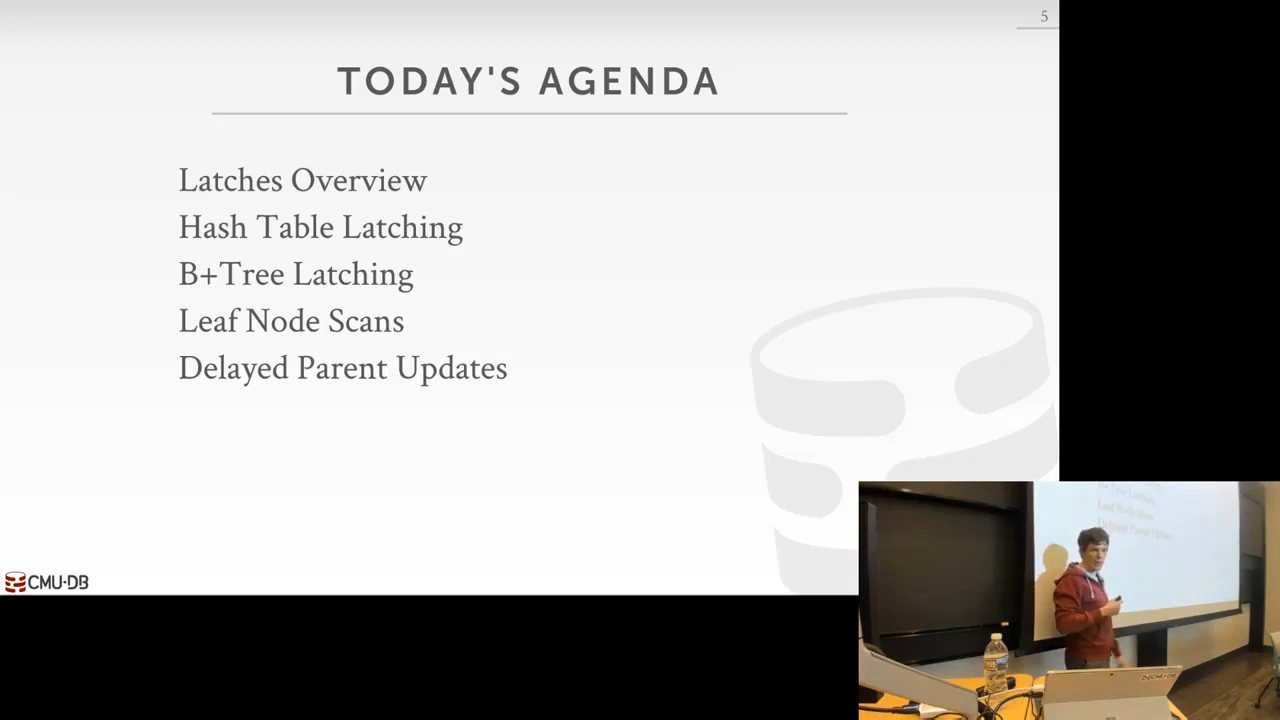 5
TODAY'S AGENDA
Latches Overview
Hash Table Latching
B+Tree Latching
Leaf Node Scans
Delayed Parent Updates
CMU·DB